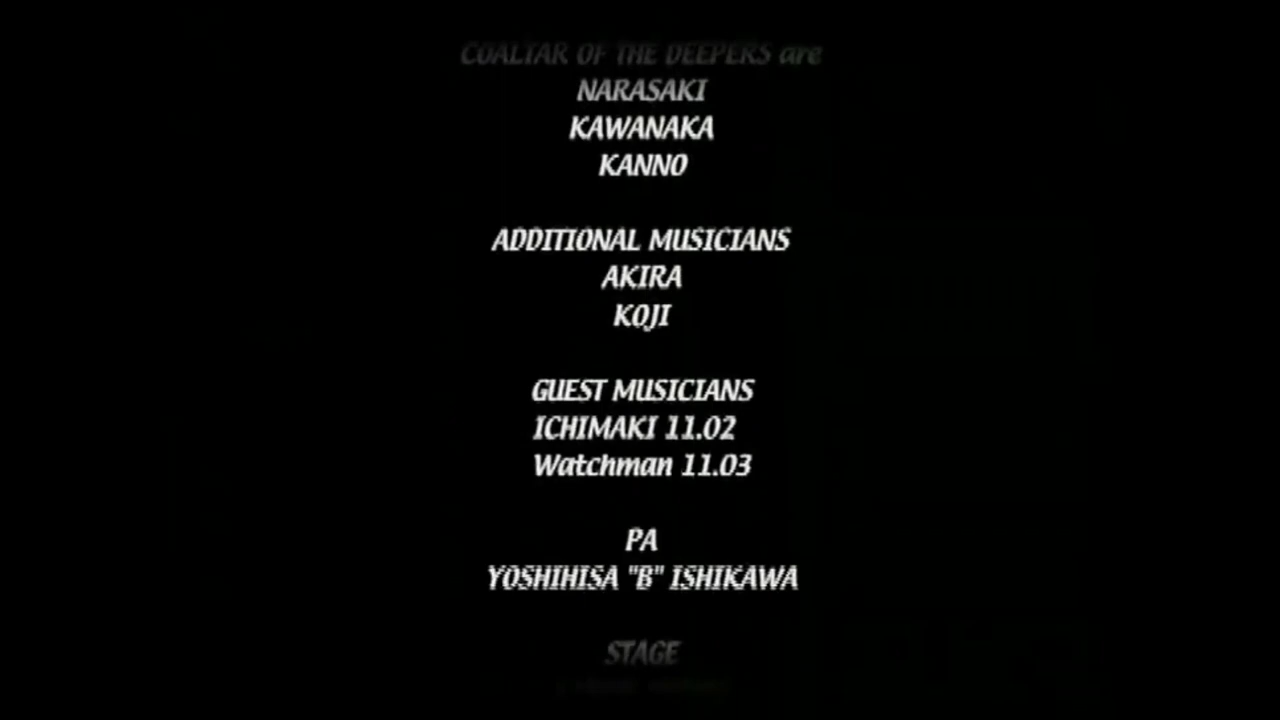 COALTAR OF THE DEEPERS are
NARASAKI
KAWANAKA
KANNO
ADDITIONAL MUSICIANS
AKIRA
KOJI
GUEST MUSICIANS
ICHIMAKI 11.02
Watchman 11.03
PA
YOSHIHISA "B" ISHIKAWA
STAGE